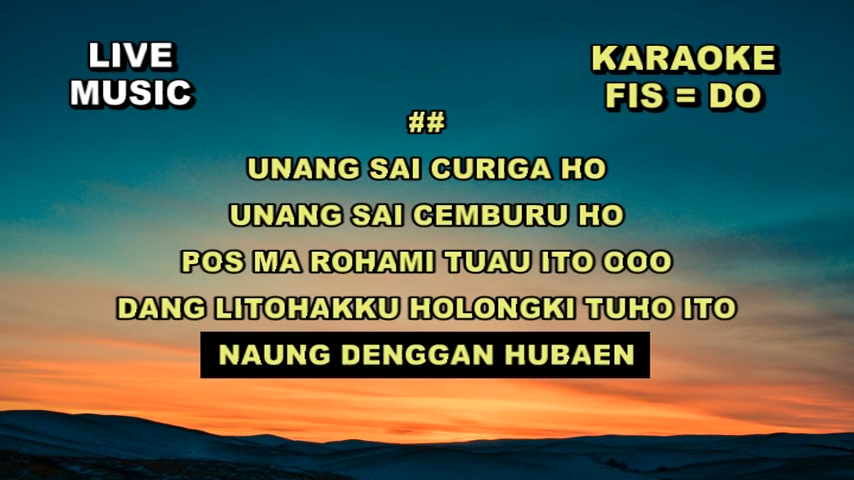 LIVE
MUSIC
KARAOKE
FIS = DO
##
UNANG SAI CURIGA HO
UNANG SAI CEMBURU HO
POS MA ROHAMI TUAU ITO OOO
DANG LITOHAKKU HOLONGKI TUHO ITO
NAUNG DENGGAN HUBAEN